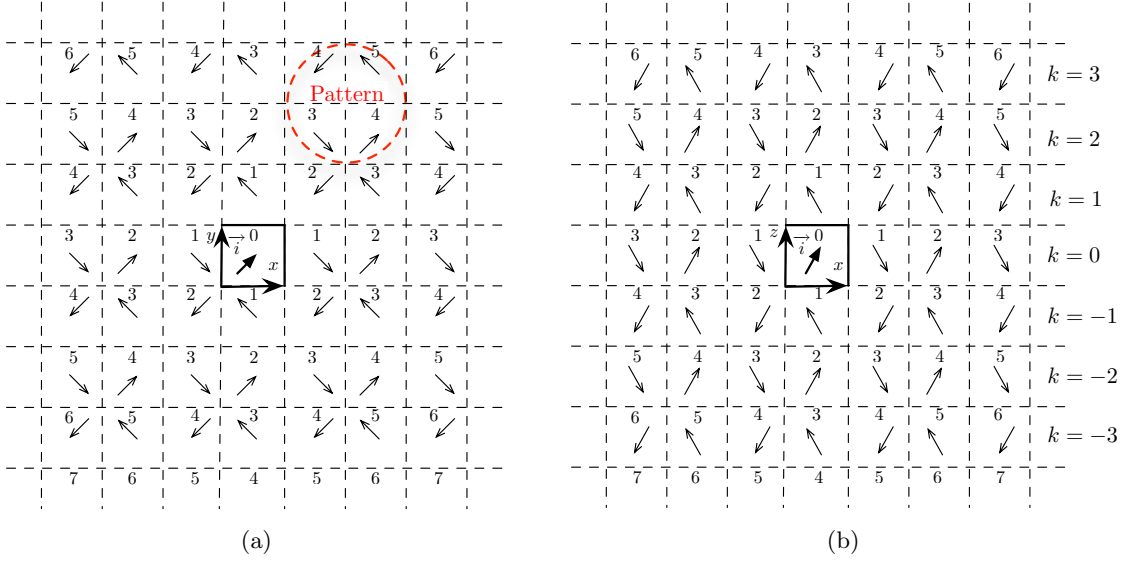 6 5 4 3 4 5 6
Pattern
5 4 3 2 3 4 5
4 3 2 1 2 3 4
3 2 1 y 0 1 2 3
i⃗ x
4 3 2 1 2 3 4
5 4 3 2 3 4 5
6 5 4 3 4 5 6
7 6 5 4 5 6 7
(a)
6 5 4 3 4 5 6 k = 3
5 4 3 2 3 4 5 k = 2
4 3 2 1 2 3 4 k = 1
3 2 1 z 0 1 2 3 k = 0
i⃗ x
4 3 2 1 2 3 4 k = −1
5 4 3 2 3 4 5 k = −2
6 5 4 3 4 5 6 k = −3
7 6 5 4 5 6 7
(b)